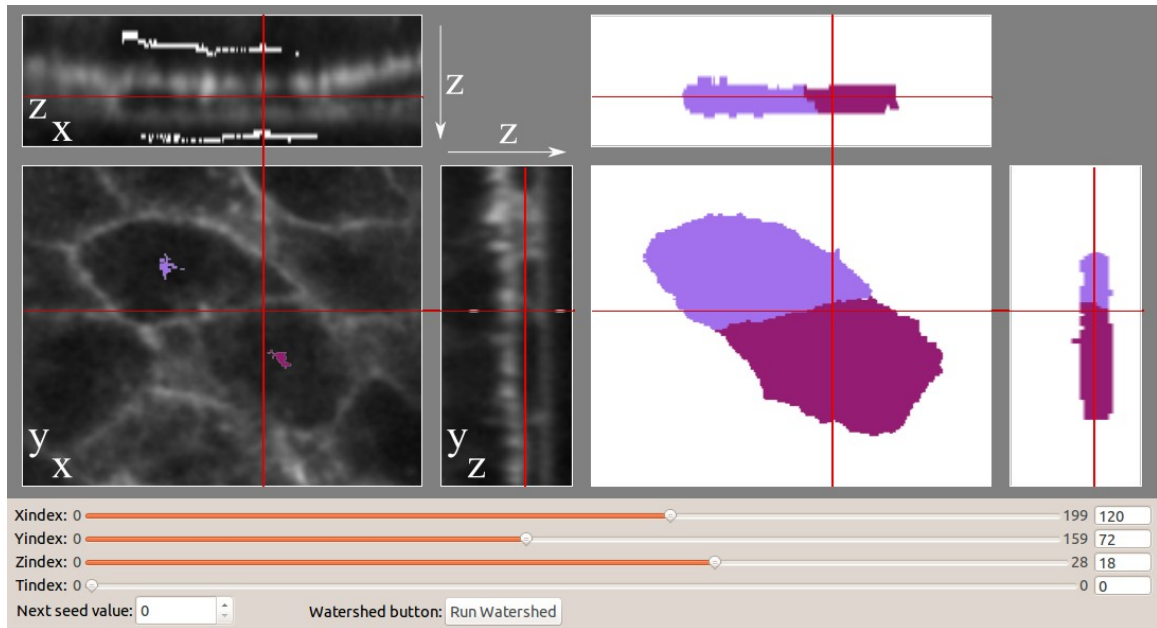 z
x
z
z
y
x
y
z
Xindex: 0 199 120
Yindex: 0 159 72
Zindex: 0 28 18
Tindex: 0 0 0
Next seed value: 0 Watershed button: Run Watershed